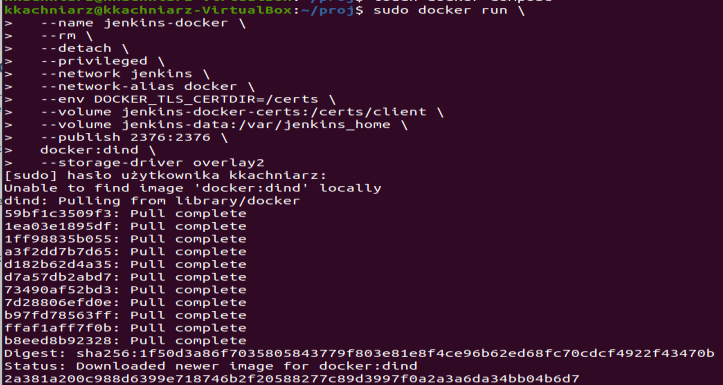 kkachniarz@kkachniarz-VirtualBox:~/proj$ sudo docker run \
>   --name jenkins-docker \
>   --rm \
>   --detach \
>   --privileged \
>   --network jenkins \
>   --network-alias docker \
>   --env DOCKER_TLS_CERTDIR=/certs \
>   --volume jenkins-docker-certs:/certs/client \
>   --volume jenkins-data:/var/jenkins_home \
>   --publish 2376:2376 \
>   docker:dind \
>   --storage-driver overlay2
[sudo] hasło użytkownika kkachniarz:
Unable to find image 'docker:dind' locally
dind: Pulling from library/docker
59bf1c3509f3: Pull complete
1ea03e1895df: Pull complete
1ff98835b055: Pull complete
a3f2dd7b7d65: Pull complete
d182b62d4a35: Pull complete
d7a57db2abd7: Pull complete
73490af52bd3: Pull complete
7d28806efd0e: Pull complete
b97fd78563ff: Pull complete
ffaf1aff7f0b: Pull complete
b8eed8b92328: Pull complete
Digest: sha256:1f50d3a86f7035805843779f803e81e8f4ce96b62ed68fc70cdcf4922f43470b
Status: Downloaded newer image for docker:dind
2a381a200c988d6399e718746b2f20588277c89d3997f0a2a3a6da34bb04b6d7